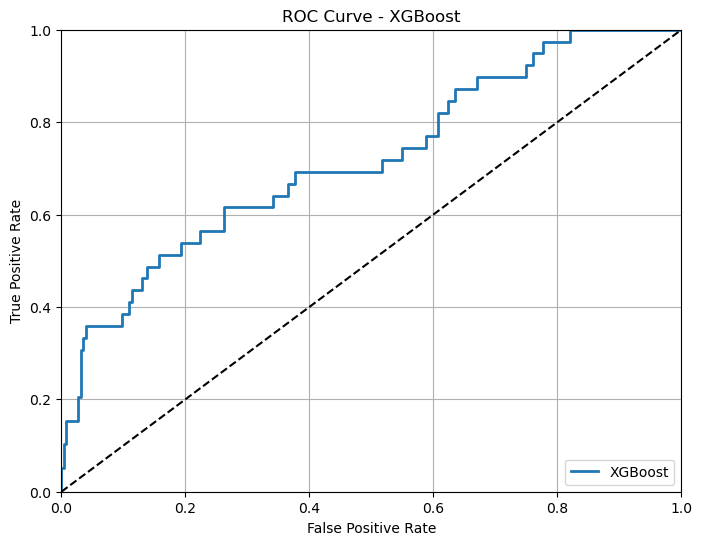 ROC Curve - XGBoost
True Positive Rate
1.0
0.8
0.6
0.4
0.2
0.0
XGBoost
0.0 0.2 0.4 0.6 0.8 1.0
False Positive Rate